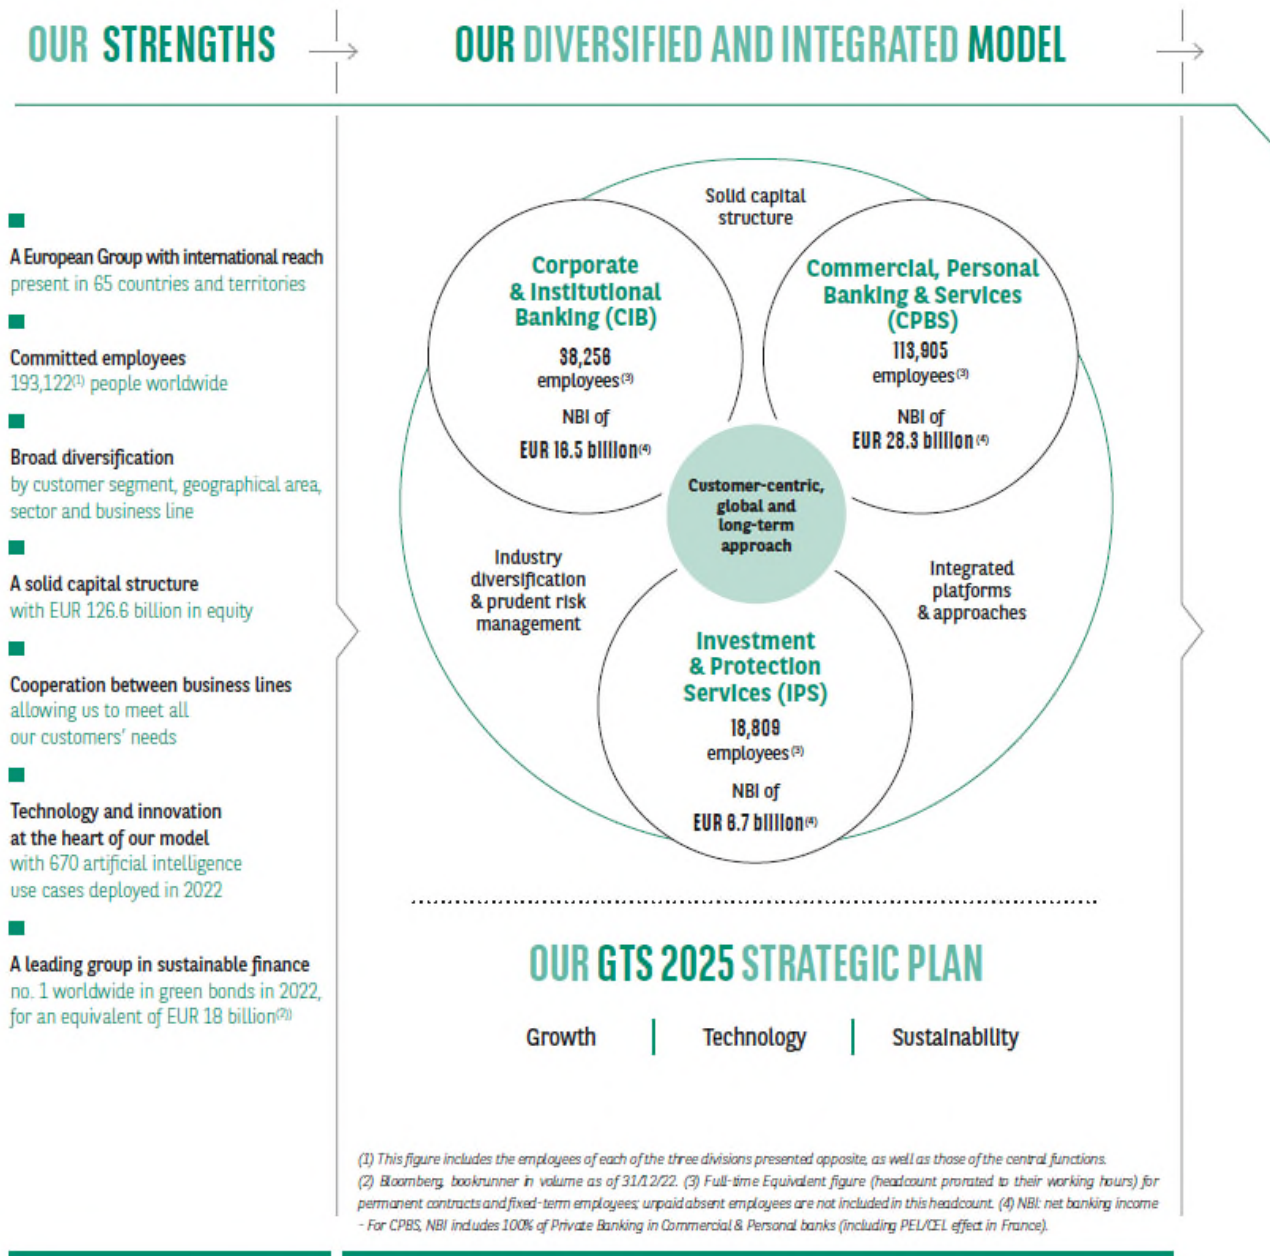 OUR STRENGTHS
OUR DIVERSIFIED AND INTEGRATED MODEL
A European Group with international reach
present in 65 countries and territories
Committed employees
193,122(1) people worldwide
Broad diversification
by customer segment, geographical area,
sector and business line
A solid capital structure
with EUR 126.6 billion in equity
Cooperation between business lines
allowing us to meet all
our customers' needs
Technology and innovation
at the heart of our model
with 670 artificial intelligence
use cases deployed in 2022
A leading group in sustainable finance
no. 1 worldwide in green bonds in 2022,
for an equivalent of EUR 18 billion(2))
Solid capital
structure
Corporate
& Institutional
Banking (CIB)
38,256
employees(3)
NBI of
EUR 16.5 billion(4)
Commercial, Personal
Banking & Services
(CPBS)
113,905
employees(3)
NBI of
EUR 28.3 billion(4)
Customer-centric,
global and
long-term
approach
Industry
diversification
& prudent risk
management
Integrated
platforms
& approaches
Investment
& Protection
Services (IPS)
18,809
employees(3)
NBI of
EUR 6.7 billion(4)
OUR GTS 2025 STRATEGIC PLAN
Growth | Technology | Sustainability
(1) This figure includes the employees of each of the three divisions presented opposite, as well as those of the central functions.
(2) Bloomberg, bookrunner in volume as of 31/12/22. (3) Full-time Equivalent figure (headcount prorated to their working hours) for
permanent contracts and fixed-term employees; unpaid absent employees are not included in this headcount. (4) NBI: net banking income
- For CPBS, NBI includes 100% of Private Banking in Commercial & Personal banks (including PEL/CEL effect in France).